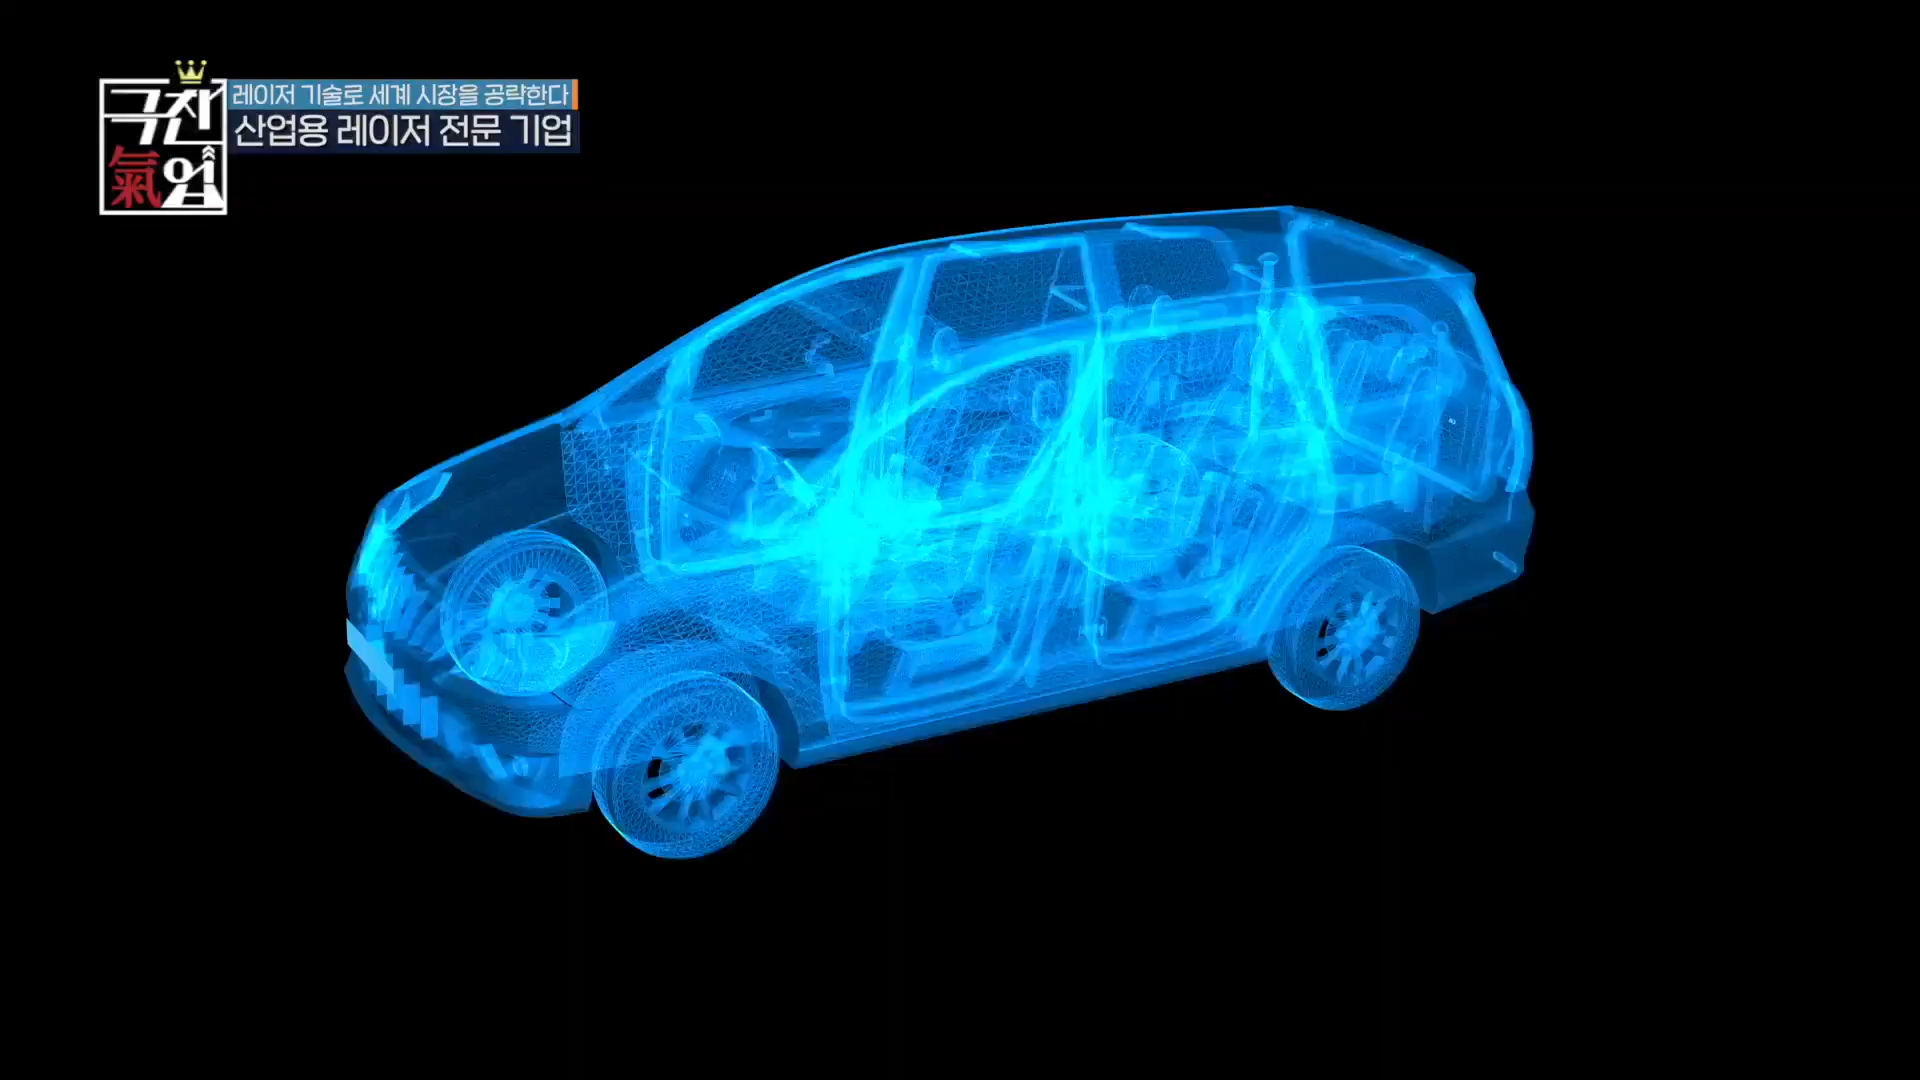 극찬
氣업
레이저 기술로 세계 시장을 공략한다
산업용 레이저 전문 기업